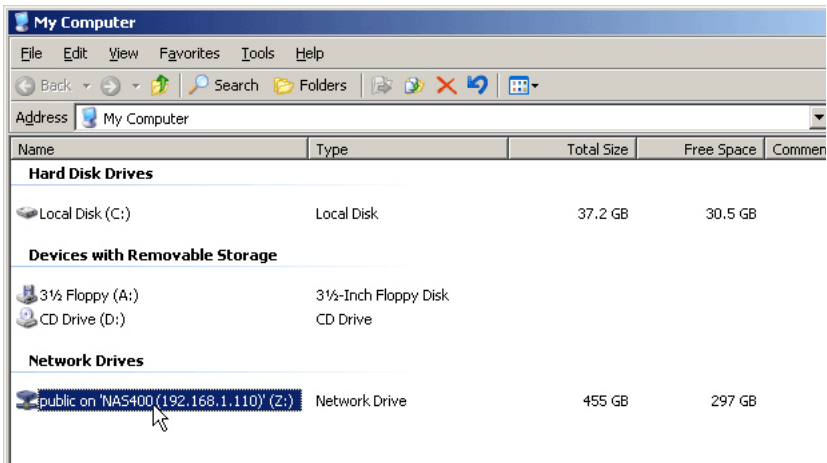 My Computer
File Edit View Favorites Tools Help
Back Search Folders
Address My Computer
Name Type Total Size Free Space Commen
Hard Disk Drives
Local Disk (C:) Local Disk 37.2 GB 30.5 GB
Devices with Removable Storage
3½ Floppy (A:) 3½-Inch Floppy Disk
CD Drive (D:) CD Drive
Network Drives
public on 'NAS400 (192.168.1.110)' (Z:) Network Drive 455 GB 297 GB